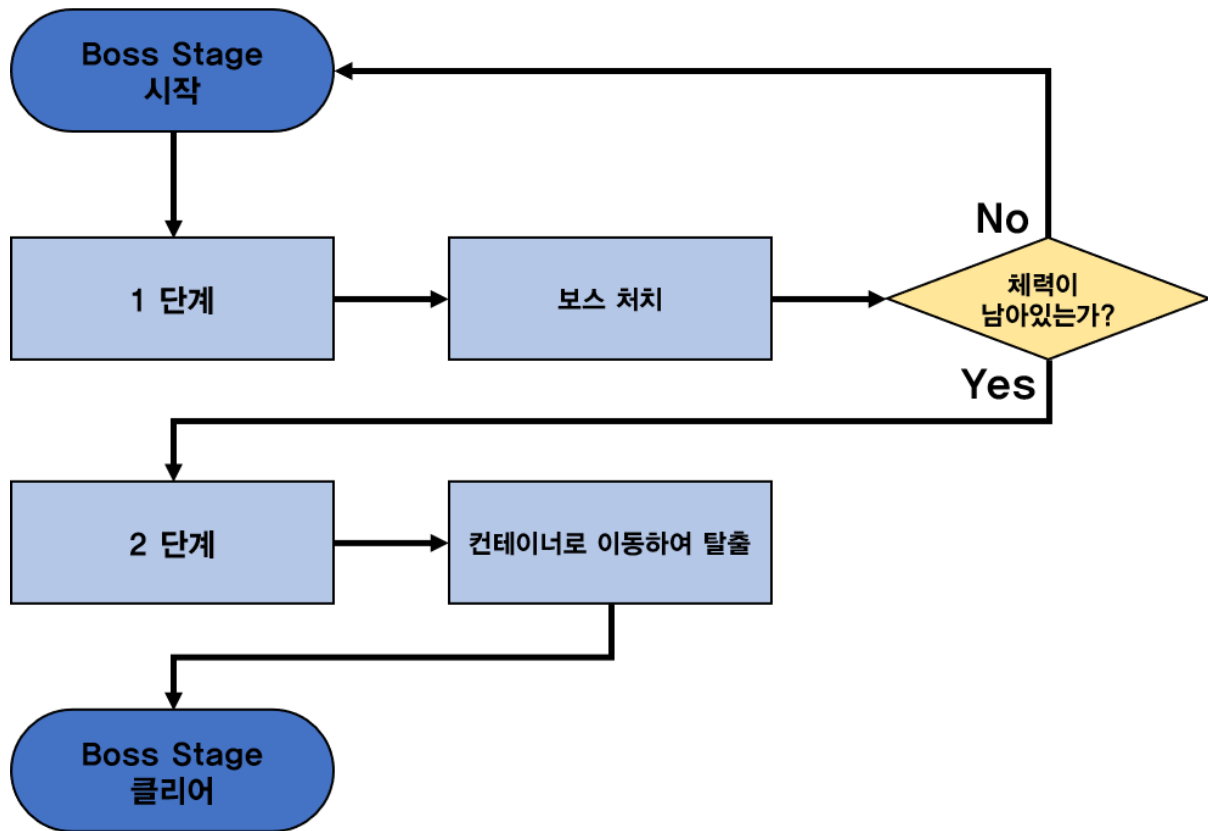 Boss Stage
시작
1 단계
보스 처치
체력이
남아있는가?
No
Yes
2 단계
컨테이너로 이동하여 탈출
Boss Stage
클리어